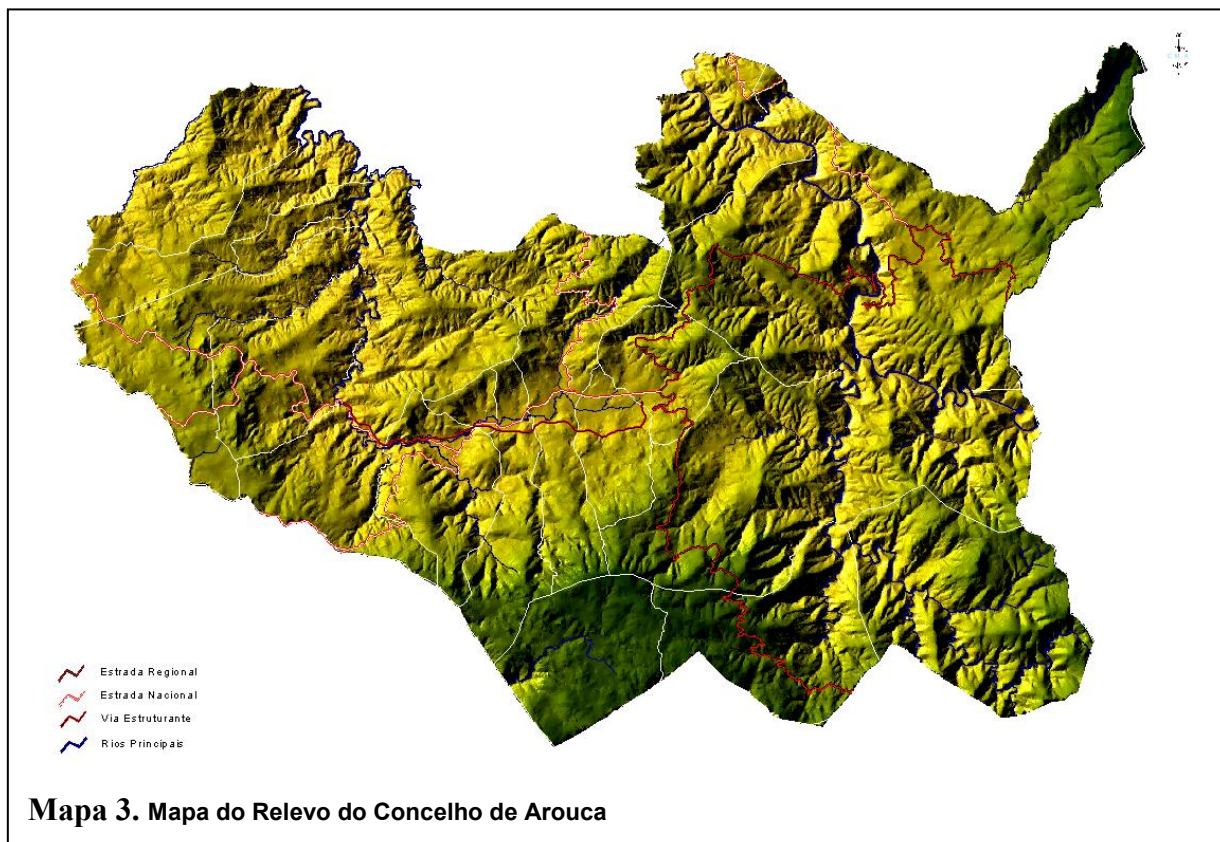 Estrada Regional
Estrada Nacional
Via Estruturante
Rios Principais
Mapa 3. Mapa do Relevo do Concelho de Arouca